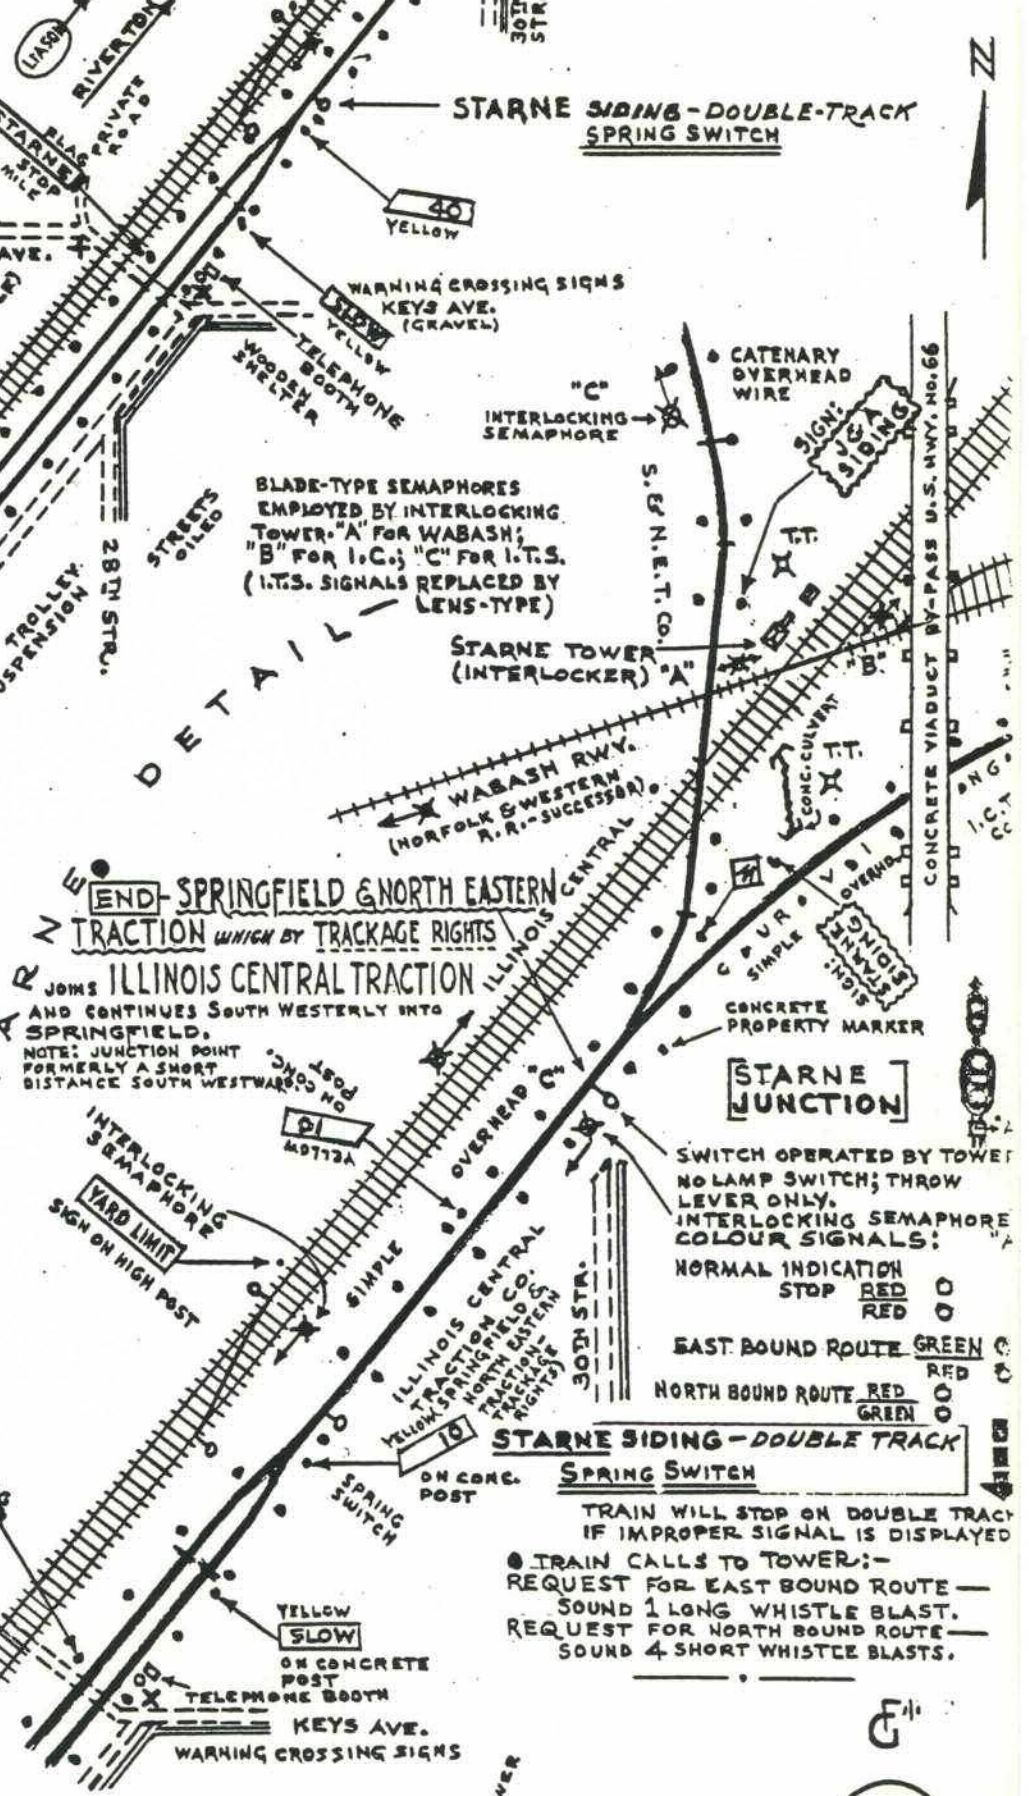 LIASON
RIVERTON
PRIVATE
ROAD
30TH
STR.
N
STARNE
FLAG
STOP
MILE
AVE.
STARNE SIDING - DOUBLE-TRACK
SPRING SWITCH
40
YELLOW
WARNING CROSSING SIGNS
KEYS AVE.
(GRAVEL)
SLOW
YELLOW
TELEPHONE
BOOTH
WOODEN
SHELTER
28TH STR.
STREETS
OILED
TROLLEY
CATENARY
OVERHEAD
WIRE
"C"
INTERLOCKING
SEMAPHORE
SIGN:
J&A
SIDING
CONCRETE VIADUCT BY-PASS U.S. HWY. NO. 66
S. & N.E.T. CO.
T.T.
BLADE-TYPE SEMAPHORES
EMPLOYED BY INTERLOCKING
TOWER. "A" FOR WABASH;
"B" FOR I.C.; "C" FOR I.T.S.
(I.T.S. SIGNALS REPLACED BY
LENS-TYPE)
DETAIL
STARNE TOWER
(INTERLOCKER) "A"
"B"
WABASH RWY.
(NORFOLK & WESTERN
R.R.-SUCCESSOR)
CONC. CULVERT
T.T.
ILLINOIS CENTRAL
END - SPRINGFIELD & NORTH EASTERN
TRACTION WHICH BY TRACKAGE RIGHTS
JOINS ILLINOIS CENTRAL TRACTION
AND CONTINUES SOUTH WESTERLY INTO
SPRINGFIELD.
NOTE: JUNCTION POINT
FORMERLY A SHORT
DISTANCE SOUTH WESTWARD.
SIMPLE
OVERHD.
SIGN:
STARNE
SIDING
CONCRETE
PROPERTY MARKER
STARNE
JUNCTION
ON CONC.
POST
10
YELLOW
OVERHEAD "C"
SIMPLE
INTERLOCKING
SEMAPHORE
YARD LIMIT
SIGN ON HIGH POST
SWITCH OPERATED BY TOWER
NO LAMP SWITCH; THROW
LEVER ONLY.
INTERLOCKING SEMAPHORE
COLOUR SIGNALS:
NORMAL INDICATION
STOP RED
RED
EAST BOUND ROUTE GREEN
RED
NORTH BOUND ROUTE RED
GREEN
30TH STR.
ILLINOIS CENTRAL
TRACTION CO.
SPRINGFIELD &
NORTH EASTERN
TRACTION-
TRACKAGE
RIGHTS)
YELLOW
10
ON CONC.
POST
SPRING
SWITCH
STARNE SIDING - DOUBLE TRACK
SPRING SWITCH
TRAIN WILL STOP ON DOUBLE TRACK
IF IMPROPER SIGNAL IS DISPLAYED
TRAIN CALLS TO TOWER:-
REQUEST FOR EAST BOUND ROUTE —
SOUND 1 LONG WHISTLE BLAST.
REQUEST FOR NORTH BOUND ROUTE —
SOUND 4 SHORT WHISTLE BLASTS.
YELLOW
SLOW
ON CONCRETE
POST
TELEPHONE BOOTH
KEYS AVE.
WARNING CROSSING SIGNS